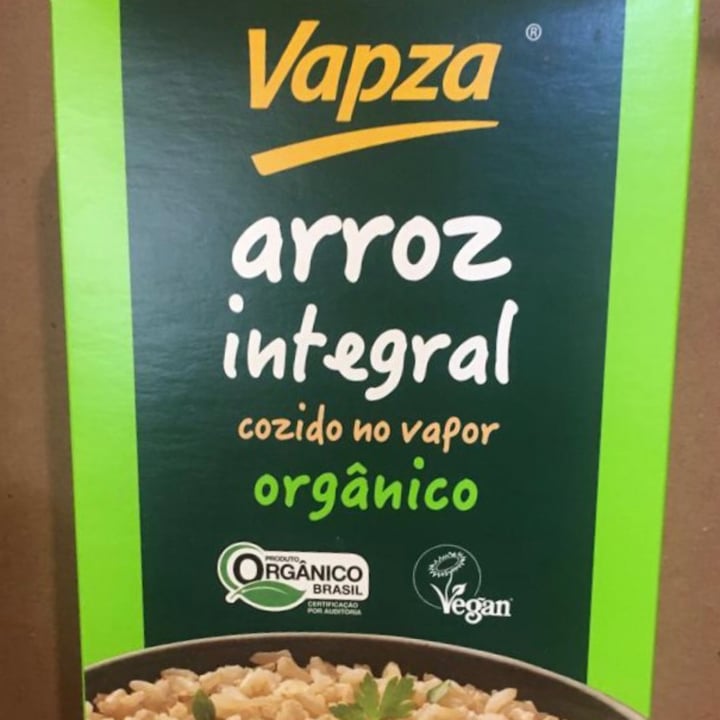 Vapza®
arroz
integral
cozido no vapor
orgânico
PRODUTO
ORGÂNICO
BRASIL
CERTIFICAÇÃO
POR AUDITORIA
Vegan